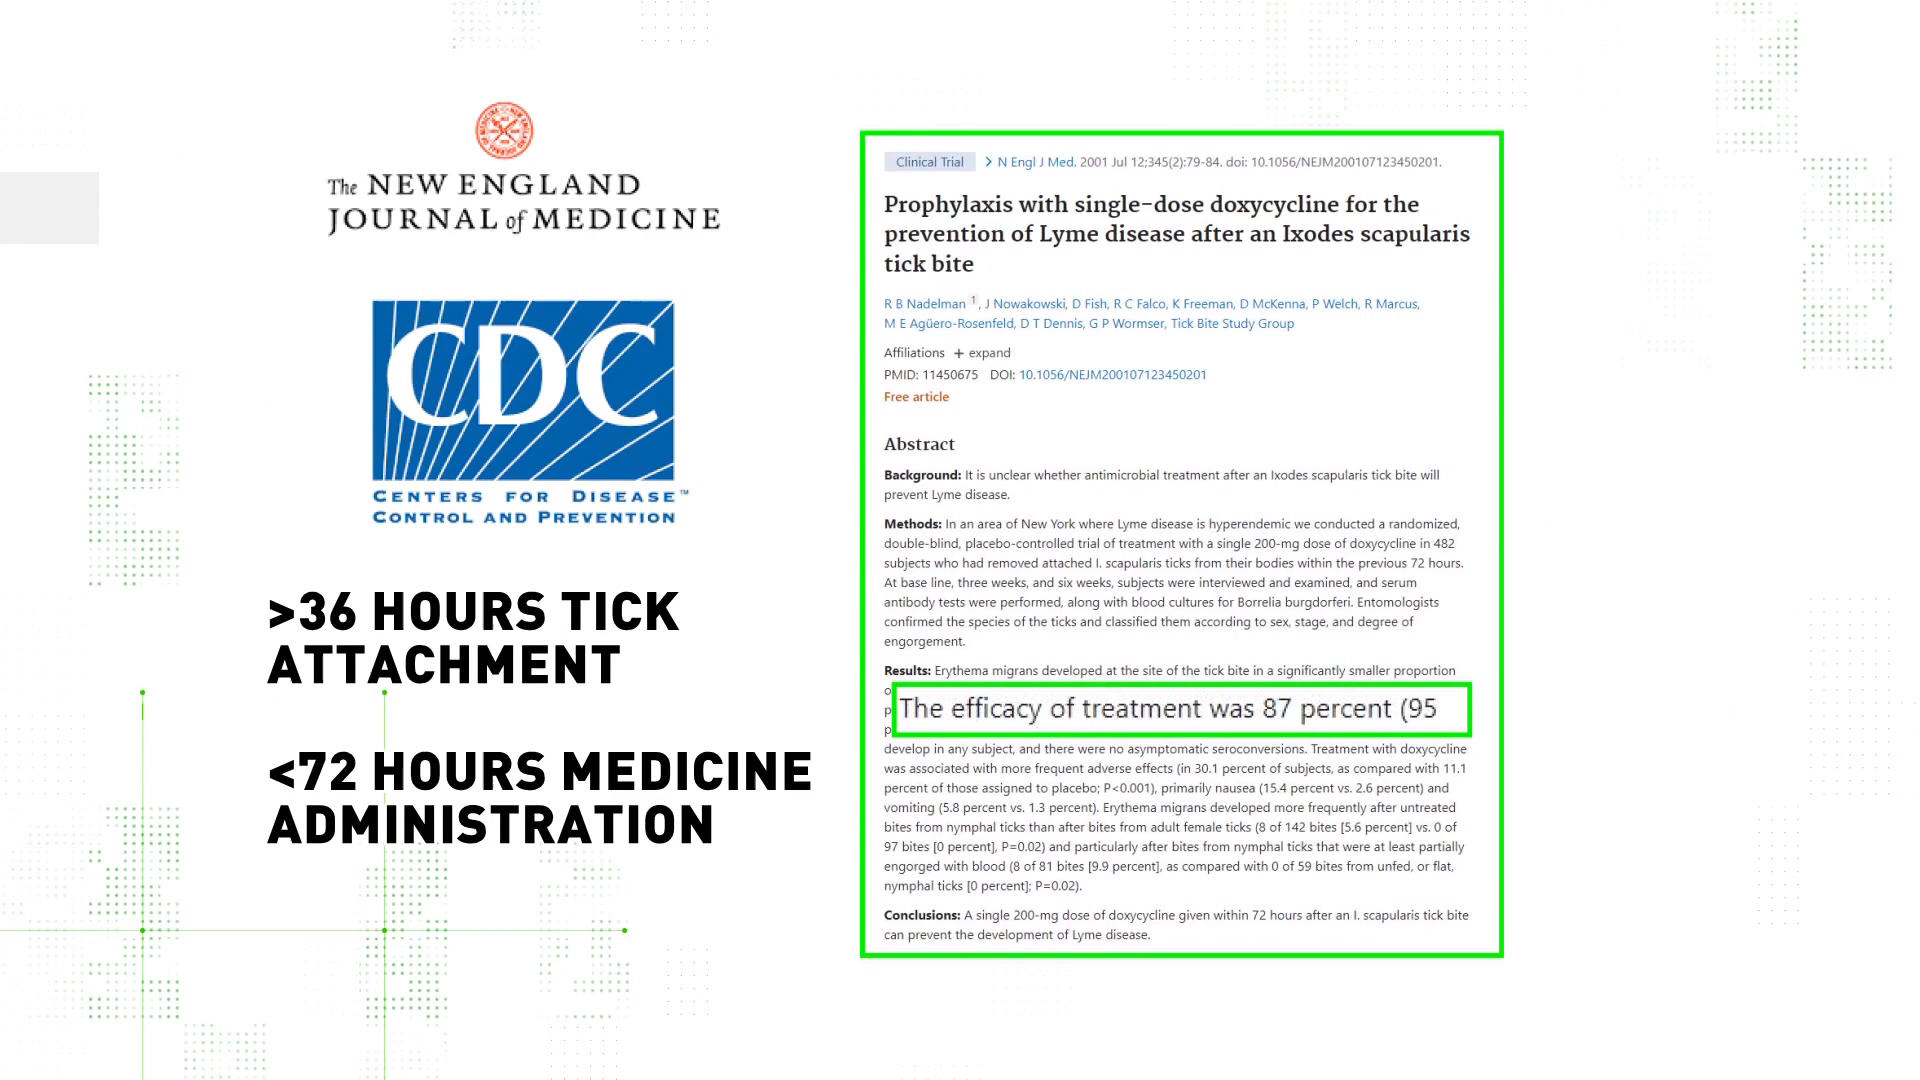 The NEW ENGLAND
JOURNAL of MEDICINE
CDC
CENTERS FOR DISEASE™
CONTROL AND PREVENTION
>36 HOURS TICK
ATTACHMENT
<72 HOURS MEDICINE
ADMINISTRATION
Clinical Trial > N Engl J Med. 2001 Jul 12;345(2):79-84. doi: 10.1056/NEJM200107123450201.
Prophylaxis with single-dose doxycycline for the
prevention of Lyme disease after an Ixodes scapularis
tick bite
R B Nadelman 1, J Nowakowski, D Fish, R C Falco, K Freeman, D McKenna, P Welch, R Marcus,
M E Agüero-Rosenfeld, D T Dennis, G P Wormser, Tick Bite Study Group
Affiliations + expand
PMID: 11450675 DOI: 10.1056/NEJM200107123450201
Free article
Abstract
Background: It is unclear whether antimicrobial treatment after an Ixodes scapularis tick bite will
prevent Lyme disease.
Methods: In an area of New York where Lyme disease is hyperendemic we conducted a randomized,
double-blind, placebo-controlled trial of treatment with a single 200-mg dose of doxycycline in 482
subjects who had removed attached I. scapularis ticks from their bodies within the previous 72 hours.
At base line, three weeks, and six weeks, subjects were interviewed and examined, and serum
antibody tests were performed, along with blood cultures for Borrelia burgdorferi. Entomologists
confirmed the species of the ticks and classified them according to sex, stage, and degree of
engorgement.
Results: Erythema migrans developed at the site of the tick bite in a significantly smaller proportion
The efficacy of treatment was 87 percent (95
develop in any subject, and there were no asymptomatic seroconversions. Treatment with doxycycline
was associated with more frequent adverse effects (in 30.1 percent of subjects, as compared with 11.1
percent of those assigned to placebo; P<0.001), primarily nausea (15.4 percent vs. 2.6 percent) and
vomiting (5.8 percent vs. 1.3 percent). Erythema migrans developed more frequently after untreated
bites from nymphal ticks than after bites from adult female ticks (8 of 142 bites [5.6 percent] vs. 0 of
97 bites [0 percent], P=0.02) and particularly after bites from nymphal ticks that were at least partially
engorged with blood (8 of 81 bites [9.9 percent], as compared with 0 of 59 bites from unfed, or flat,
nymphal ticks [0 percent]; P=0.02).
Conclusions: A single 200-mg dose of doxycycline given within 72 hours after an I. scapularis tick bite
can prevent the development of Lyme disease.